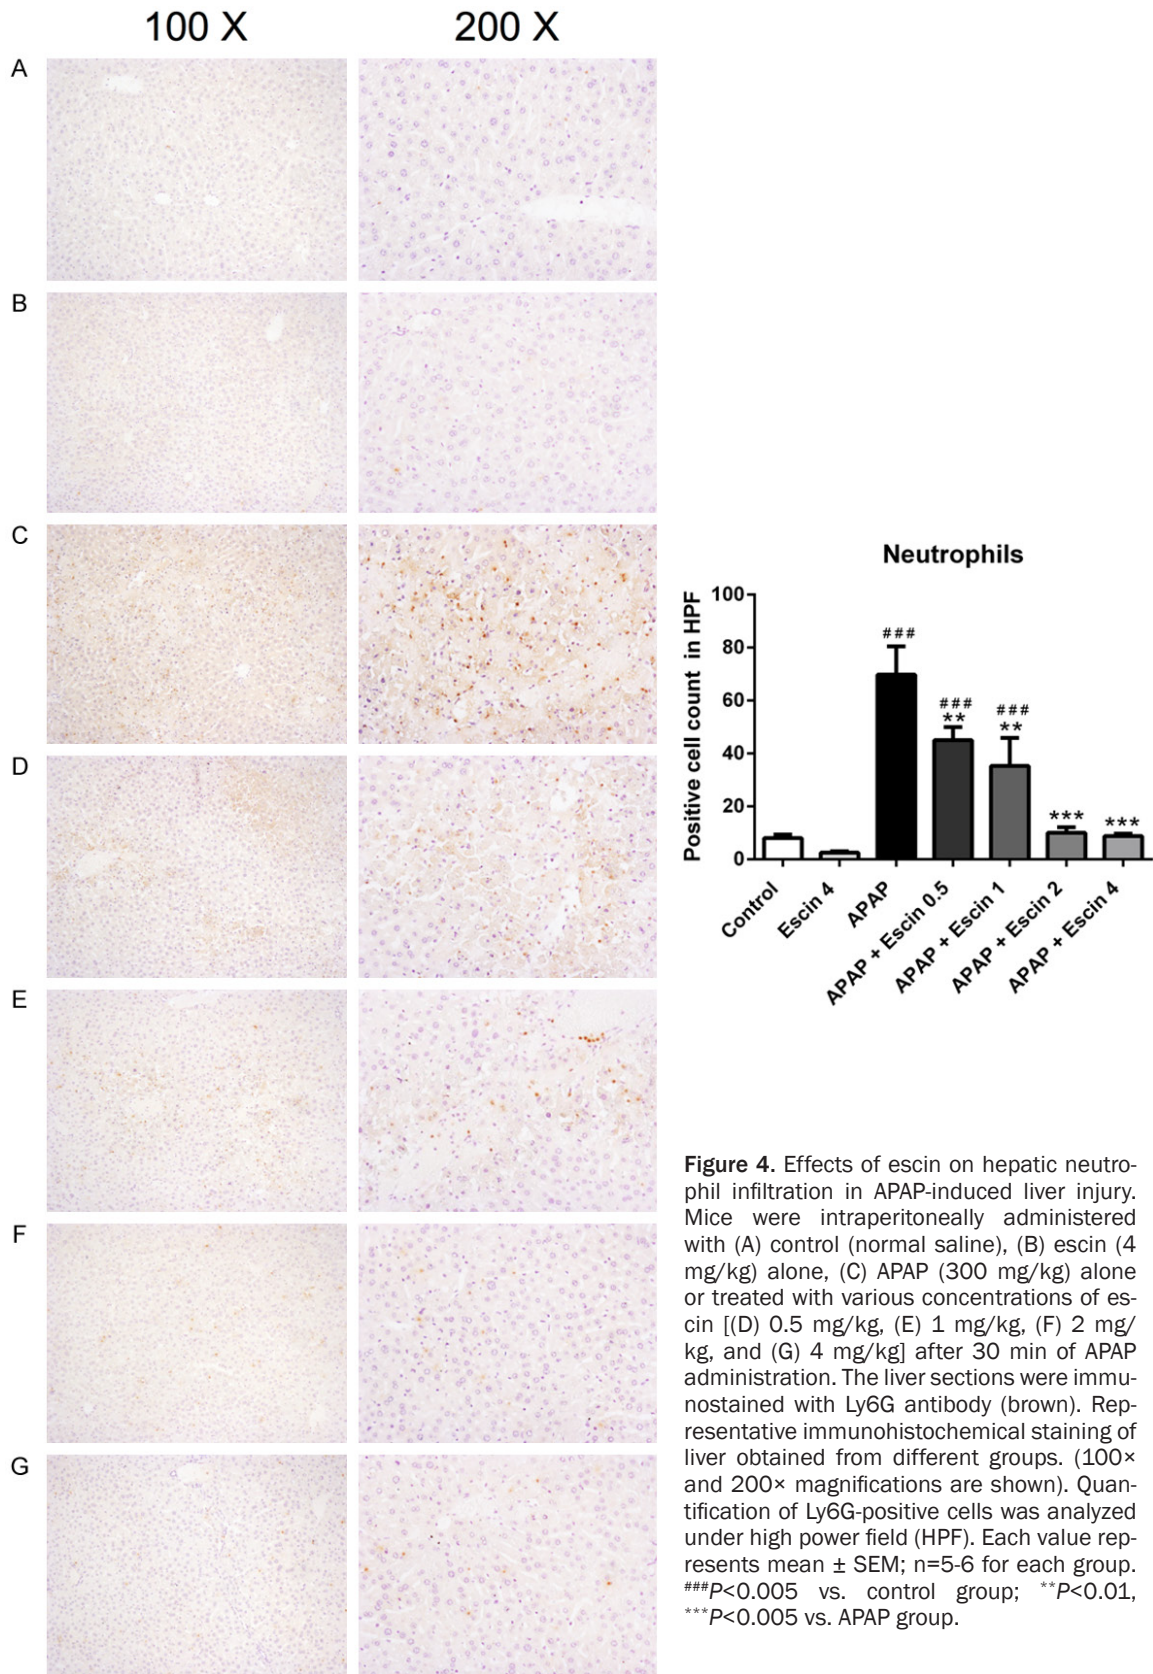 100 X
200 X
A
B
C
D
E
F
G
Neutrophils
Positive cell count in HPF
100
80
60
40
20
0
###
###
**
###
**
***
***
Control
Escin 4
APAP
APAP + Escin 0.5
APAP + Escin 1
APAP + Escin 2
APAP + Escin 4
Figure 4. Effects of escin on hepatic neutro-
phil infiltration in APAP-induced liver injury.
Mice were intraperitoneally administered
with (A) control (normal saline), (B) escin (4
mg/kg) alone, (C) APAP (300 mg/kg) alone
or treated with various concentrations of es-
cin [(D) 0.5 mg/kg, (E) 1 mg/kg, (F) 2 mg/
kg, and (G) 4 mg/kg] after 30 min of APAP
administration. The liver sections were immu-
nostained with Ly6G antibody (brown). Rep-
resentative immunohistochemical staining of
liver obtained from different groups. (100×
and 200× magnifications are shown). Quan-
tification of Ly6G-positive cells was analyzed
under high power field (HPF). Each value rep-
resents mean ± SEM; n=5-6 for each group.
###P<0.005 vs. control group; **P<0.01,
***P<0.005 vs. APAP group.